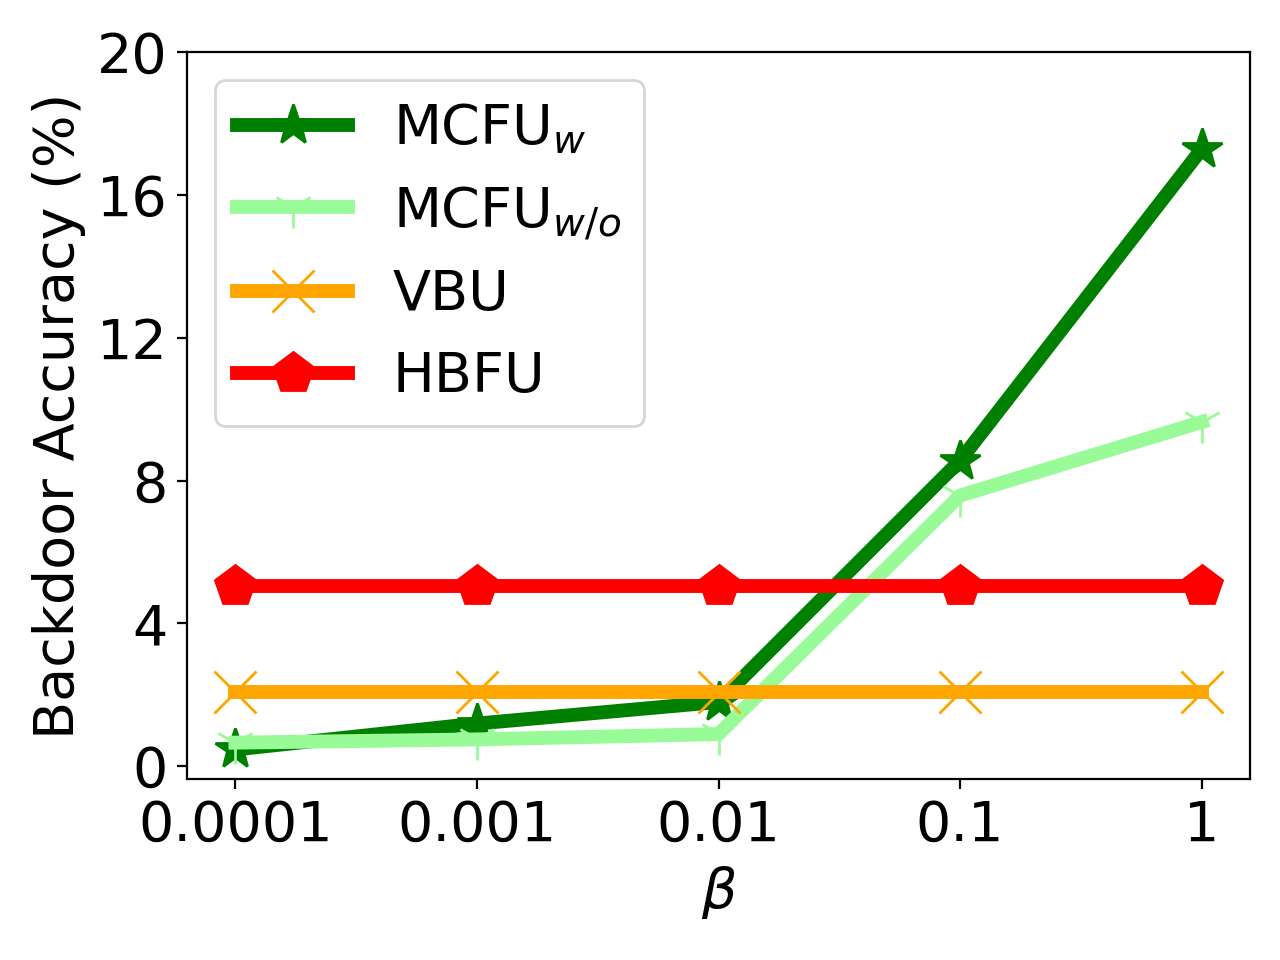 Backdoor Accuracy (%)
20
16
12
8
4
0
MCFU_w
MCFU_w/o
VBU
HBFU
0.0001 0.001 0.01 0.1 1
β